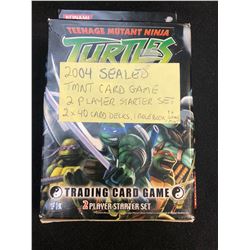 KONAMI
TEENAGE MUTANT NINJA
TURTLES
2004 SEALED
TMNT CARD GAME
2 PLAYER STARTER SET
2 x 40 CARD DECKS, 1 RULEBOOK
TRADING CARD GAME
2 PLAYER STARTER SET